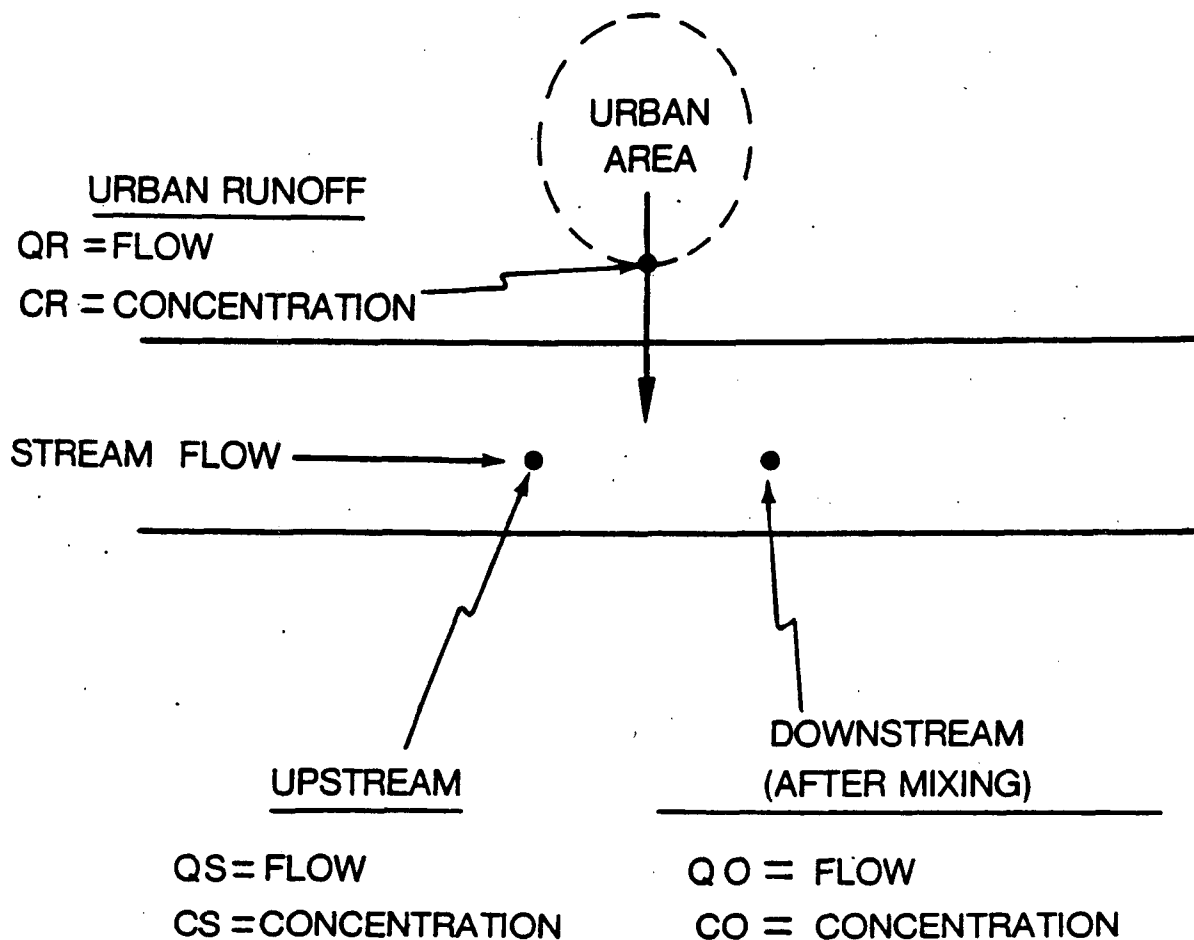 URBAN
AREA
URBAN RUNOFF
QR = FLOW
CR = CONCENTRATION
STREAM FLOW
UPSTREAM
QS = FLOW
CS = CONCENTRATION
DOWNSTREAM
(AFTER MIXING)
QO = FLOW
CO = CONCENTRATION